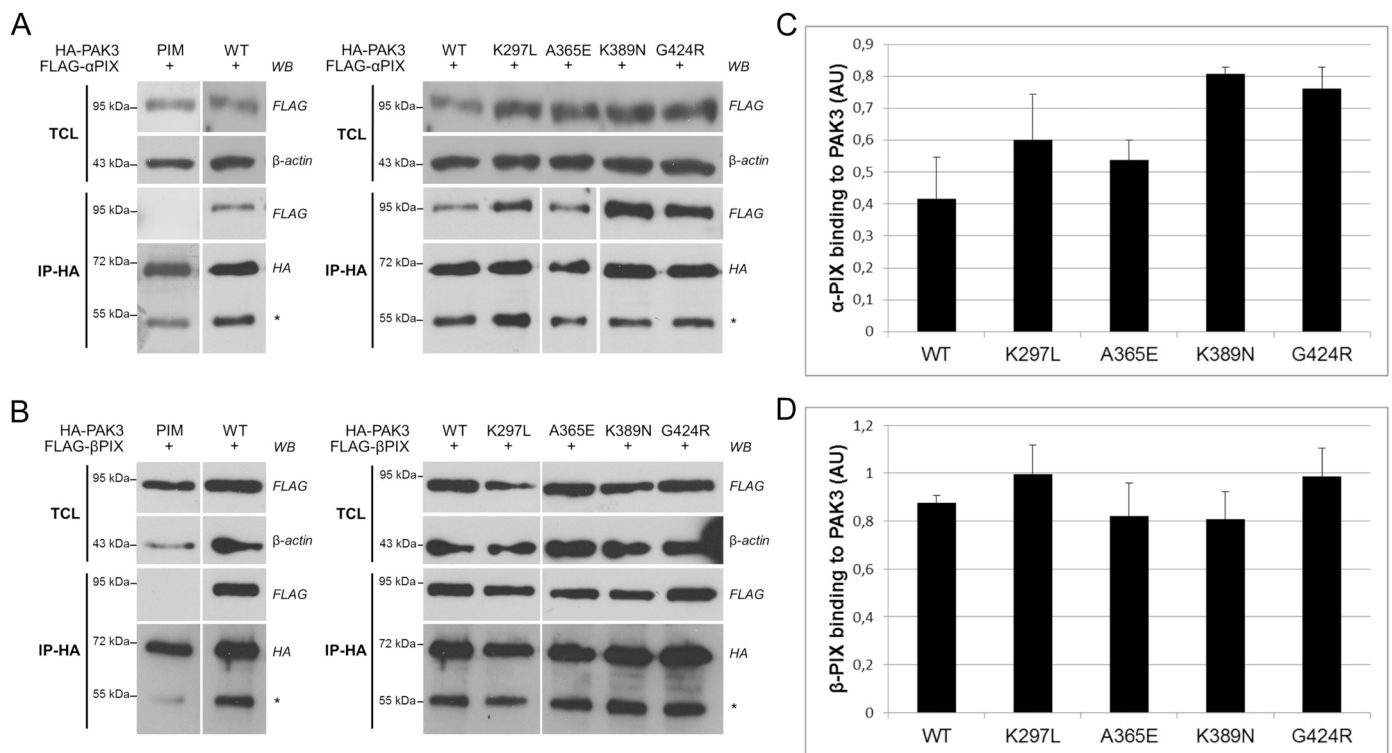 A
HA-PAK3 PIM WT
FLAG-αPIX + + WB
95 kDa FLAG
TCL
43 kDa β-actin
95 kDa FLAG
IP-HA
72 kDa HA
55 kDa *
HA-PAK3 WT K297L A365E K389N G424R
FLAG-αPIX + + + + + WB
95 kDa FLAG
TCL
43 kDa β-actin
95 kDa FLAG
IP-HA
72 kDa HA
55 kDa *
C
α-PIX binding to PAK3 (AU)
0,9
0,8
0,7
0,6
0,5
0,4
0,3
0,2
0,1
0
WT K297L A365E K389N G424R
B
HA-PAK3 PIM WT
FLAG-βPIX + + WB
95 kDa FLAG
TCL
43 kDa β-actin
95 kDa FLAG
IP-HA
72 kDa HA
55 kDa *
HA-PAK3 WT K297L A365E K389N G424R
FLAG-βPIX + + + + + WB
95 kDa FLAG
TCL
43 kDa β-actin
95 kDa FLAG
IP-HA
72 kDa HA
55 kDa *
D
β-PIX binding to PAK3 (AU)
1,2
1
0,8
0,6
0,4
0,2
0
WT K297L A365E K389N G424R